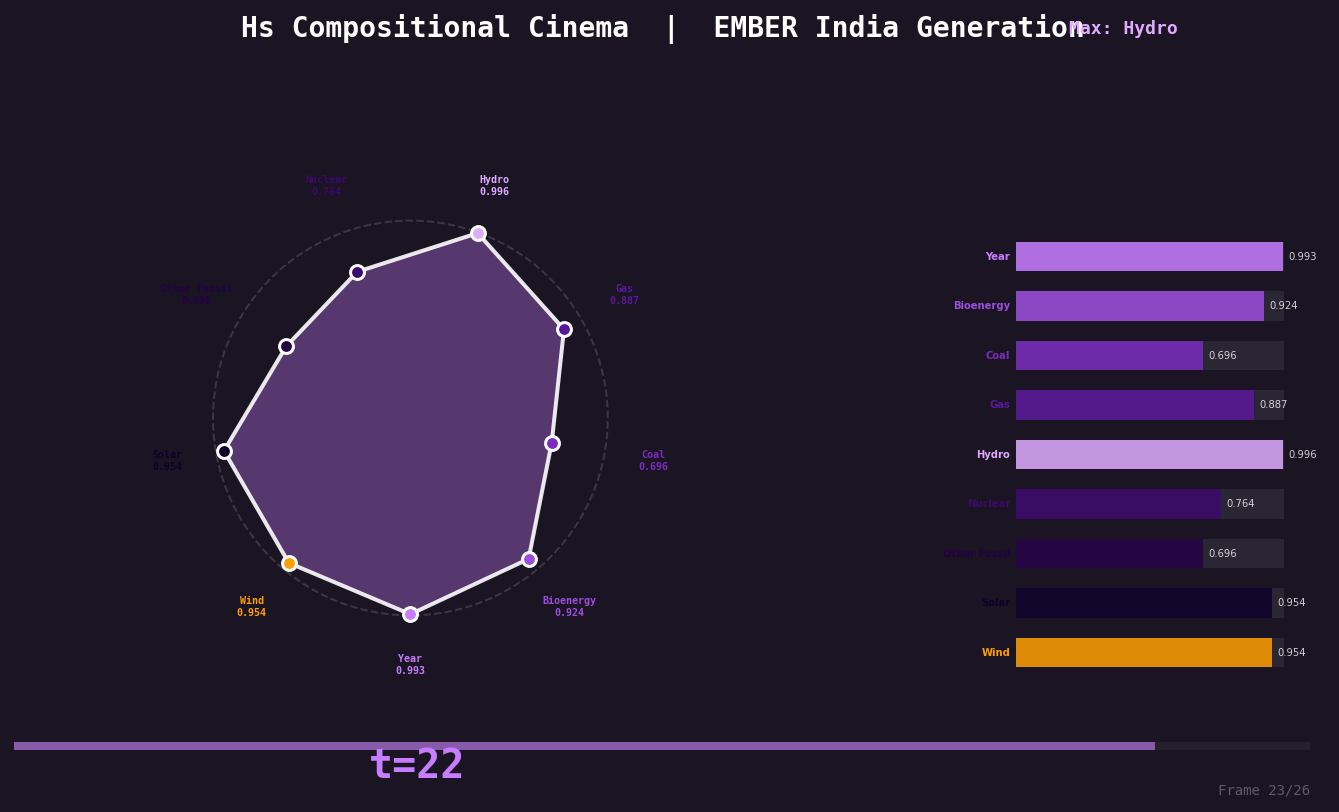 Hs Compositional Cinema | EMBER India Generation
Max: Hydro
Nuclear
0.764
Hydro
0.996
Other Fossil
Gas
0.887
Solar
0.954
Coal
0.696
Wind
0.954
Bioenergy
0.924
Year
0.993
Year 0.993
Bioenergy 0.924
Coal 0.696
Gas 0.887
Hydro 0.996
Nuclear 0.764
Other Fossil 0.696
Solar 0.954
Wind 0.954
t=22
Frame 23/26